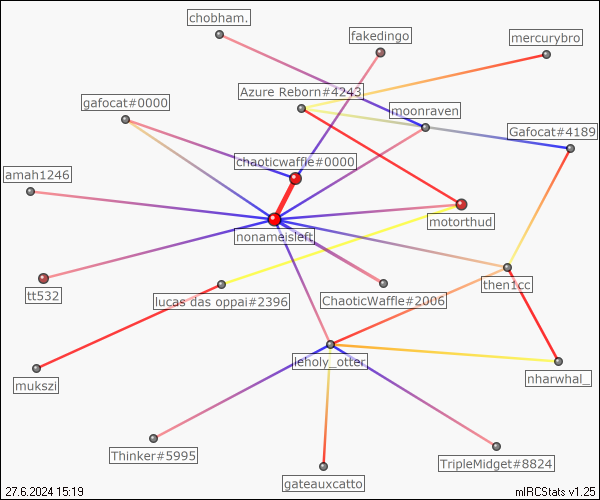 chobham.
fakedingo
mercurybro
Azure Reborn#4243
gafocat#0000
moonraven
Gafocat#4189
chaoticwaffle#0000
amah1246
motorthud
nonameisleft
then1cc
tt532
lucas das oppai#2396
ChaoticWaffle#2006
leholy_otter
mukszi
nharwhal_
Thinker#5995
TripleMidget#8824
gateauxcatto
27.6.2024 15:19
mIRCStats v1.25